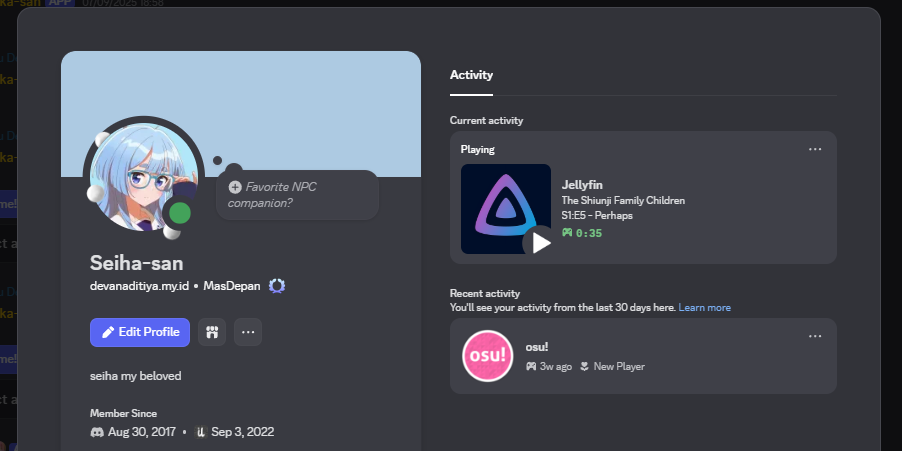 ka-san APP 07/09/2025 18:58
Activity
Current activity
Playing
Jellyfin
The Shiunji Family Children
S1:E5 - Perhaps
0:35
Favorite NPC
companion?
Seiha-san
devanaditiya.my.id • MasDepan
Edit Profile
seiha my beloved
Member Since
Aug 30, 2017 • Sep 3, 2022
Recent activity
You'll see your activity from the last 30 days here. Learn more
osu!
osu!
3w ago New Player